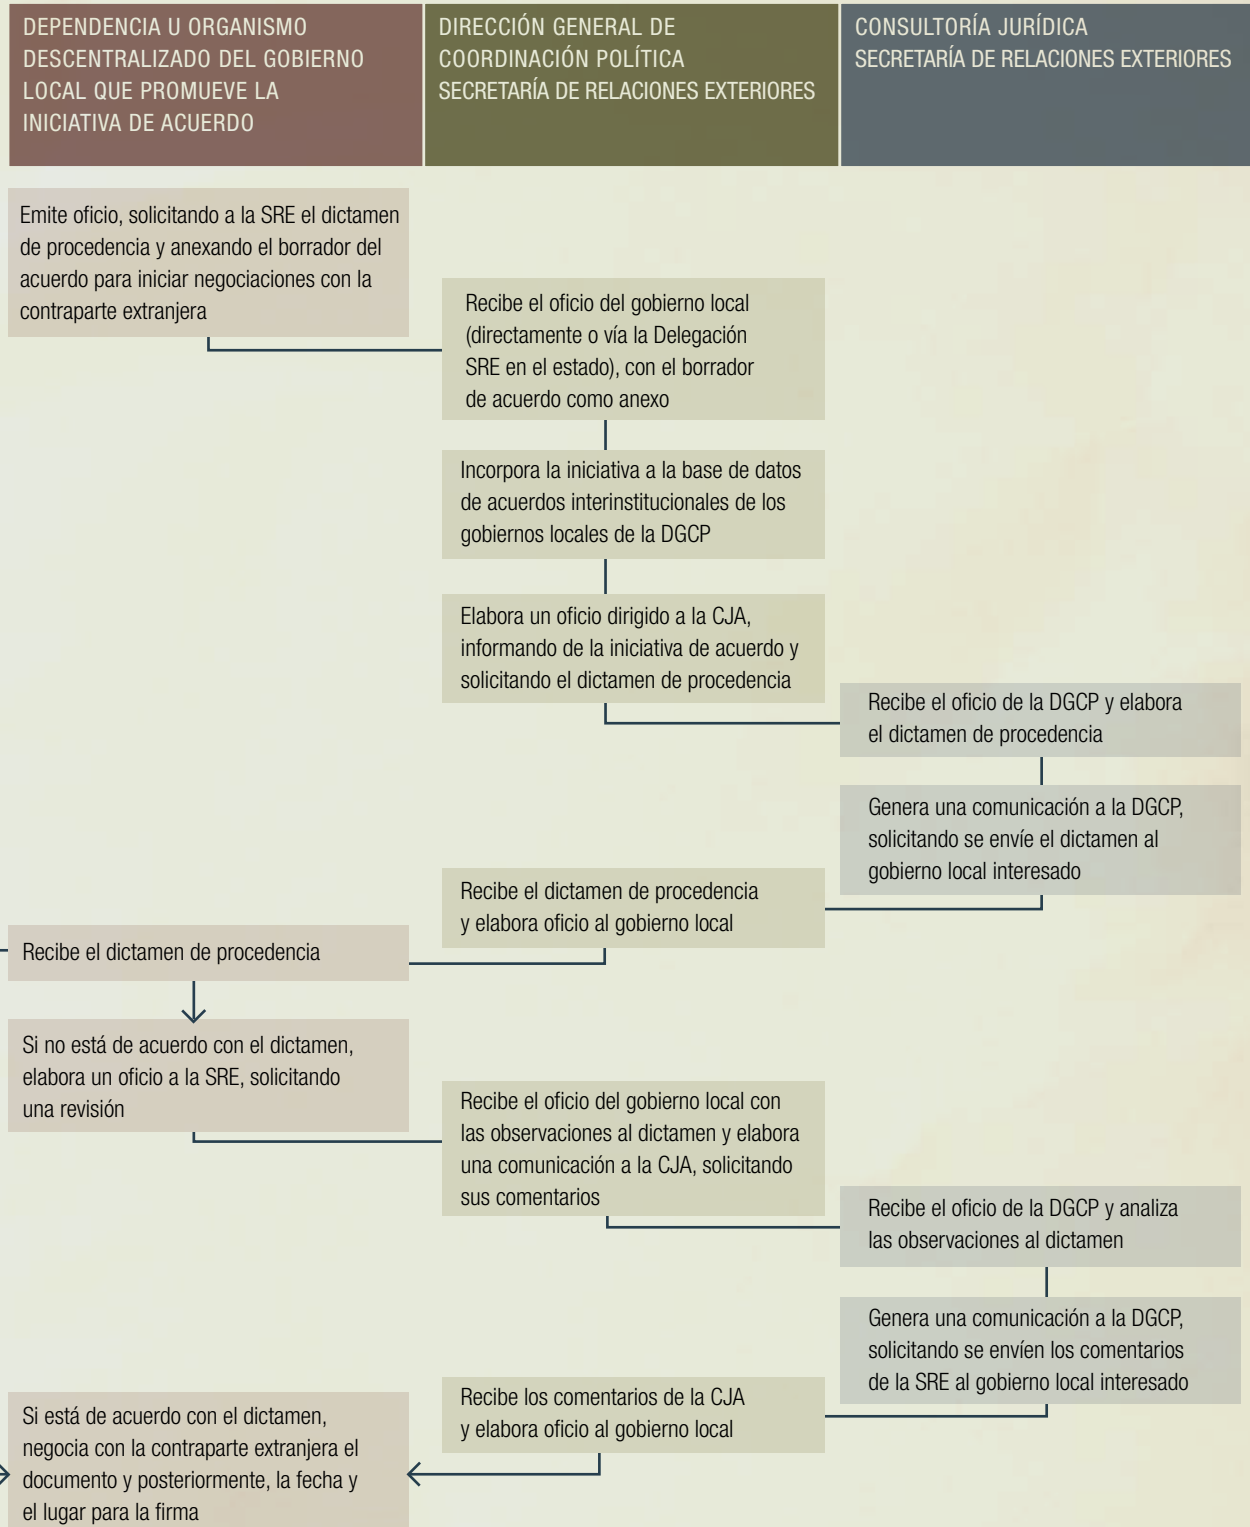 DEPENDENCIA U ORGANISMO
DESCENTRALIZADO DEL GOBIERNO
LOCAL QUE PROMUEVE LA
INICIATIVA DE ACUERDO
DIRECCIÓN GENERAL DE
COORDINACIÓN POLÍTICA
SECRETARÍA DE RELACIONES EXTERIORES
CONSULTORÍA JURÍDICA
SECRETARÍA DE RELACIONES EXTERIORES
Emite oficio, solicitando a la SRE el dictamen
de procedencia y anexando el borrador del
acuerdo para iniciar negociaciones con la
contraparte extranjera
Recibe el oficio del gobierno local
(directamente o vía la Delegación
SRE en el estado), con el borrador
de acuerdo como anexo
Incorpora la iniciativa a la base de datos
de acuerdos interinstitucionales de los
gobiernos locales de la DGCP
Elabora un oficio dirigido a la CJA,
informando de la iniciativa de acuerdo y
solicitando el dictamen de procedencia
Recibe el oficio de la DGCP y elabora
el dictamen de procedencia
Genera una comunicación a la DGCP,
solicitando se envíe el dictamen al
gobierno local interesado
Recibe el dictamen de procedencia
y elabora oficio al gobierno local
Recibe el dictamen de procedencia
Si no está de acuerdo con el dictamen,
elabora un oficio a la SRE, solicitando
una revisión
Recibe el oficio del gobierno local con
las observaciones al dictamen y elabora
una comunicación a la CJA, solicitando
sus comentarios
Recibe el oficio de la DGCP y analiza
las observaciones al dictamen
Genera una comunicación a la DGCP,
solicitando se envíen los comentarios
de la SRE al gobierno local interesado
Recibe los comentarios de la CJA
y elabora oficio al gobierno local
Si está de acuerdo con el dictamen,
negocia con la contraparte extranjera el
documento y posteriormente, la fecha y
el lugar para la firma